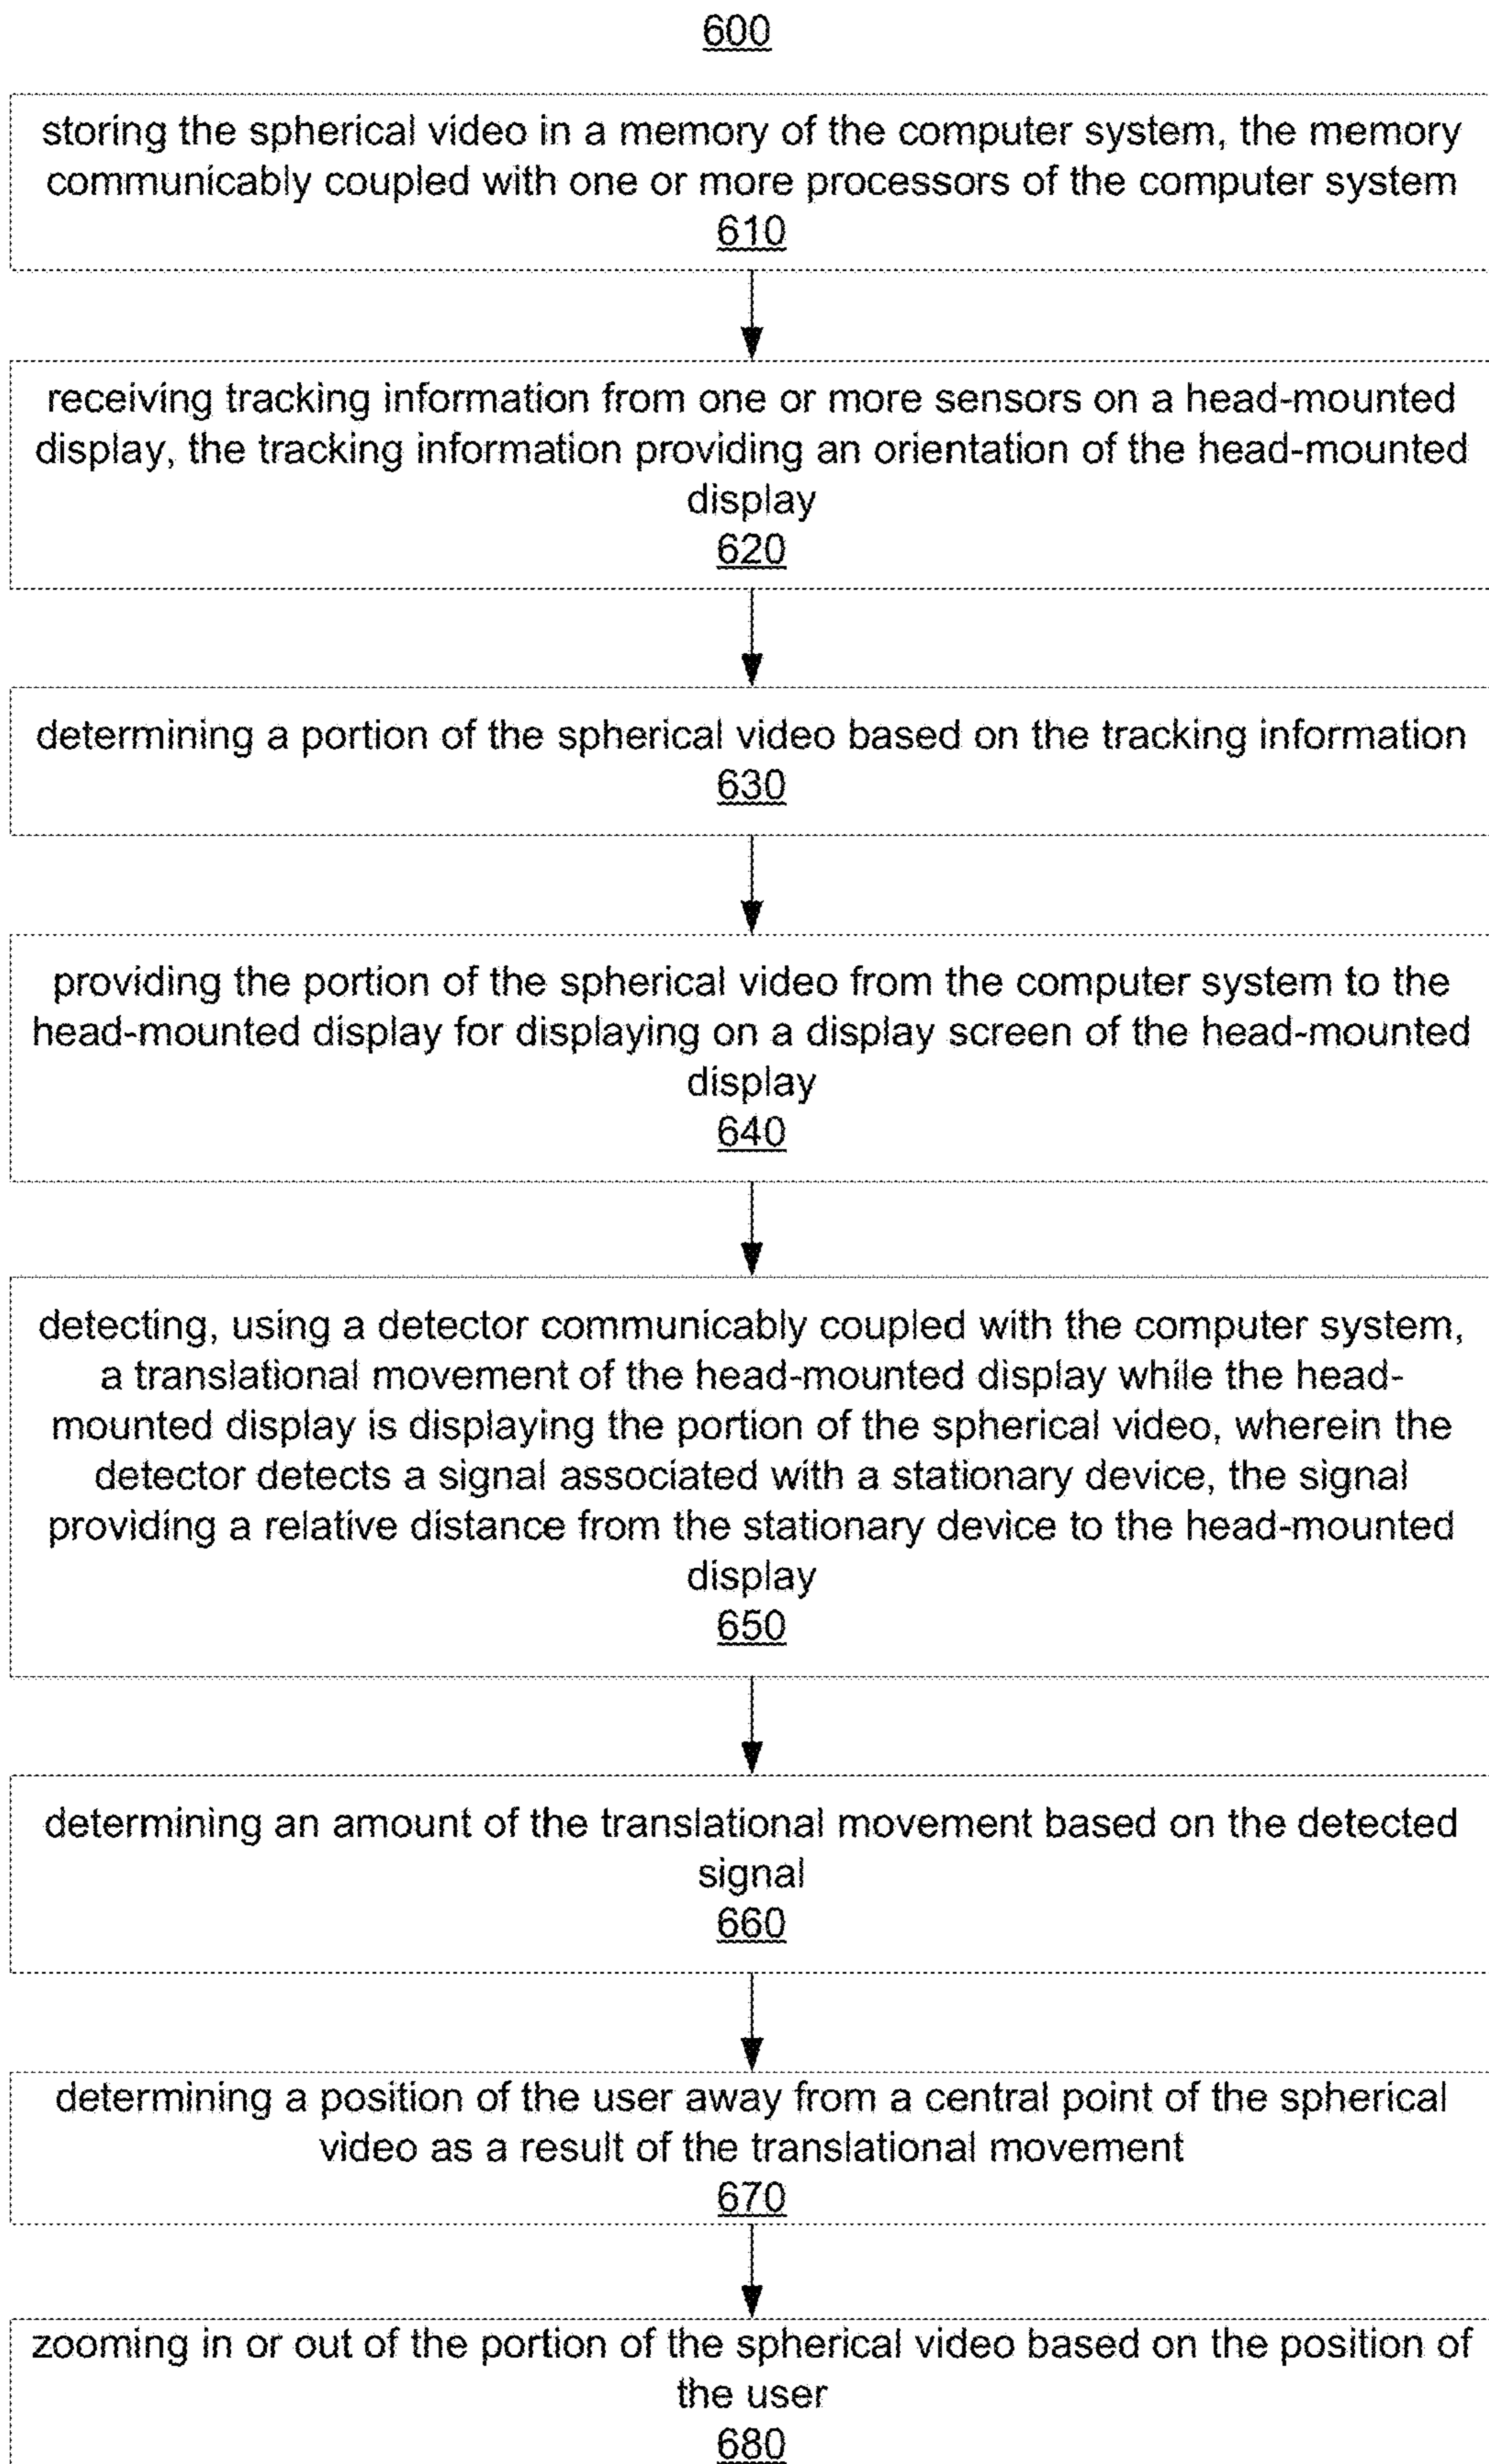 600
storing the spherical video in a memory of the computer system, the memory
communicably coupled with one or more processors of the computer system
610
receiving tracking information from one or more sensors on a head-mounted
display, the tracking information providing an orientation of the head-mounted
display
620
determining a portion of the spherical video based on the tracking information
630
providing the portion of the spherical video from the computer system to the
head-mounted display for displaying on a display screen of the head-mounted
display
640
detecting, using a detector communicably coupled with the computer system,
a translational movement of the head-mounted display while the head-
mounted display is displaying the portion of the spherical video, wherein the
detector detects a signal associated with a stationary device, the signal
providing a relative distance from the stationary device to the head-mounted
display
650
determining an amount of the translational movement based on the detected
signal
660
determining a position of the user away from a central point of the spherical
video as a result of the translational movement
670
zooming in or out of the portion of the spherical video based on the position of
the user
680